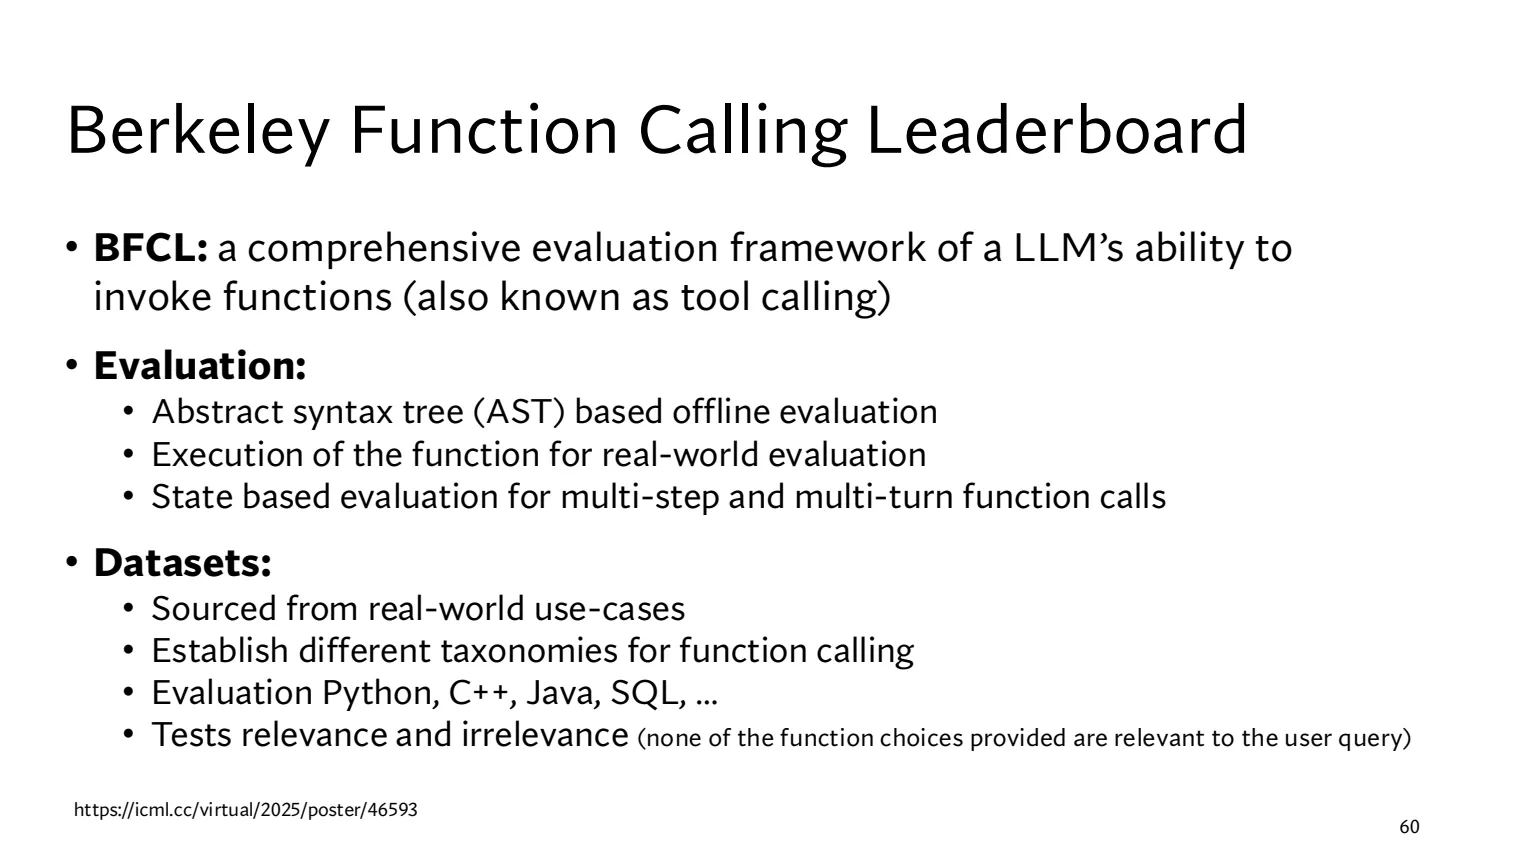 Berkeley Function Calling Leaderboard
• BFCL: a comprehensive evaluation framework of a LLM’s ability to
invoke functions (also known as tool calling)
• Evaluation:
• Abstract syntax tree (AST) based offline evaluation
• Execution of the function for real-world evaluation
• State based evaluation for multi-step and multi-turn function calls
• Datasets:
• Sourced from real-world use-cases
• Establish different taxonomies for function calling
• Evaluation Python, C++, Java, SQL, …
• Tests relevance and irrelevance (none of the function choices provided are relevant to the user query)
https://icml.cc/virtual/2025/poster/46593
60